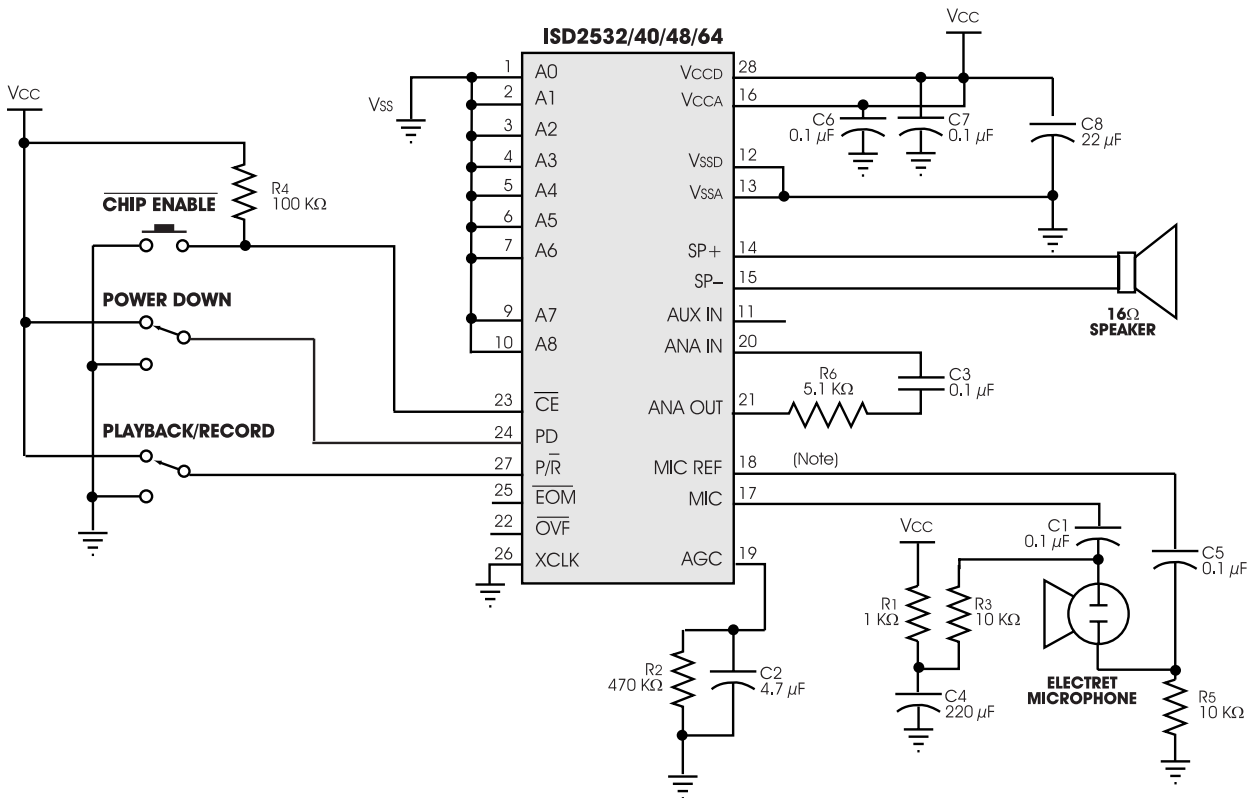 ISD2532/40/48/64
VCC
VCC
VSS
1 A0
2 A1
3 A2
4 A3
5 A4
6 A5
7 A6
9 A7
10 A8
23 CE
24 PD
27 P/R
25 EOM
22 OVF
26 XCLK
VCCD 28
VCCA 16
VSSD 12
VSSA 13
SP+ 14
SP– 15
AUX IN 11
ANA IN 20
ANA OUT 21
MIC REF 18
MIC 17
AGC 19
R4
100 KΩ
CHIP ENABLE
POWER DOWN
PLAYBACK/RECORD
C6
0.1 µF
C7
0.1 µF
C8
22 µF
16Ω
SPEAKER
R6
5.1 KΩ
C3
0.1 µF
(Note)
VCC
C1
0.1 µF
C5
0.1 µF
R1
1 KΩ
R3
10 KΩ
R2
470 KΩ
C2
4.7 µF
C4
220 µF
ELECTRET
MICROPHONE
R5
10 KΩ